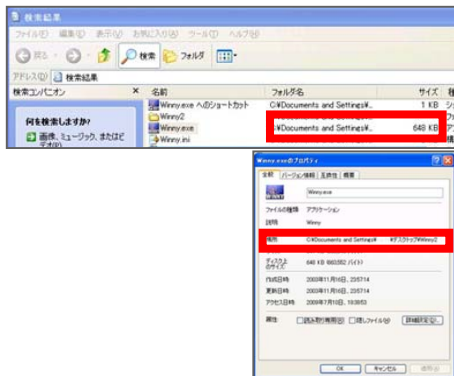 検索結果
ファイル(F) 編集(E) 表示(V) お気に入り(A) ツール(T) ヘルプ(H)
戻る 検索 フォルダ
アドレス(D) 検索結果
検索コンパニオン × 名前 フォルダ名 サイズ
Winny.exe へのショートカット C:¥Documents and Settings¥... 1 KB
Winny2
何を検索しますか? Winny.exe ¥Documents and Settings¥... 648 KB
画像、ミュージック、またはビデオ(O) Winny.ini
Winny.exeのプロパティ
全般 バージョン情報 互換性 概要
Winny.exe
ファイルの種類 アプリケーション
説明 Winny
場所 C:¥Documents and Settings¥ ¥デスクトップ¥Winny2
ディスク上
のサイズ 648 KB
作成日時 2003年11月16日、23:57:14
更新日時 2003年11月16日、23:57:14
アクセス日時 2009年7月10日、
属性 読み取り専用(R) 隠しファイル(H) 詳細設定(D)...
OK キャンセル 適用(A)